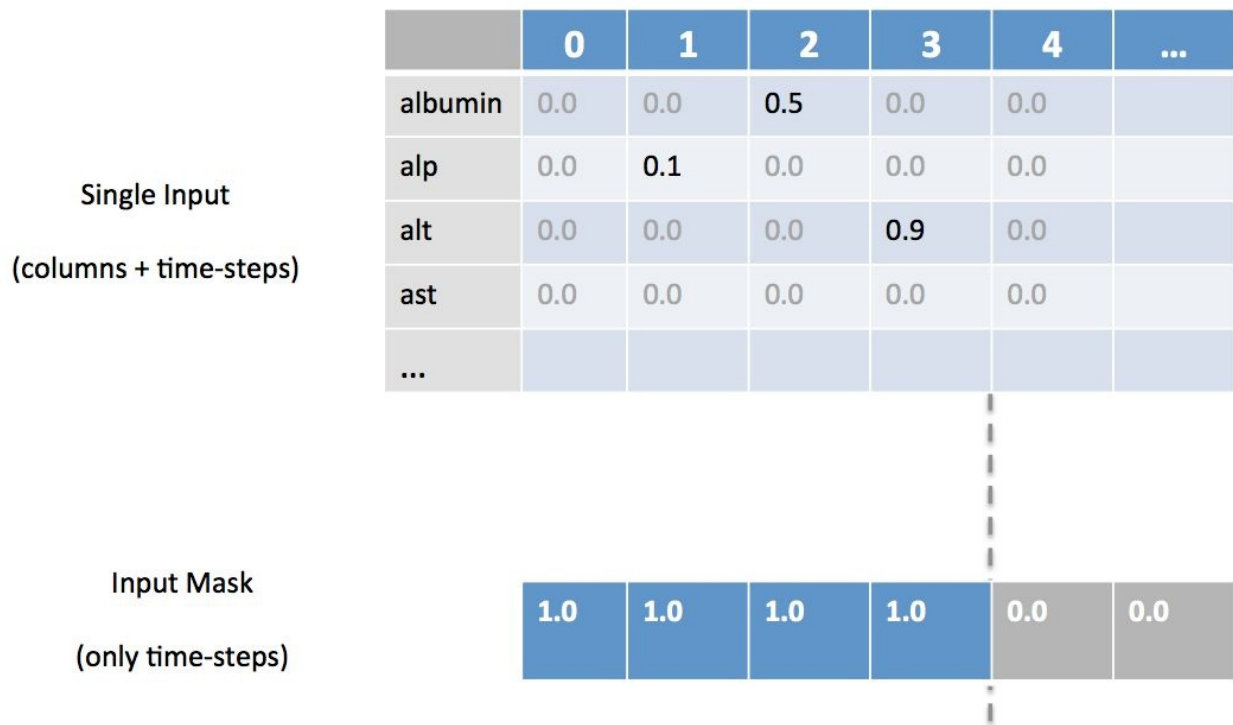 0 1 2 3 4 ...
albumin 0.0 0.0 0.5 0.0 0.0
alp 0.0 0.1 0.0 0.0 0.0
Single Input
alt 0.0 0.0 0.0 0.9 0.0
(columns + time-steps)
ast 0.0 0.0 0.0 0.0 0.0
...
Input Mask
1.0 1.0 1.0 1.0 0.0 0.0
(only time-steps)